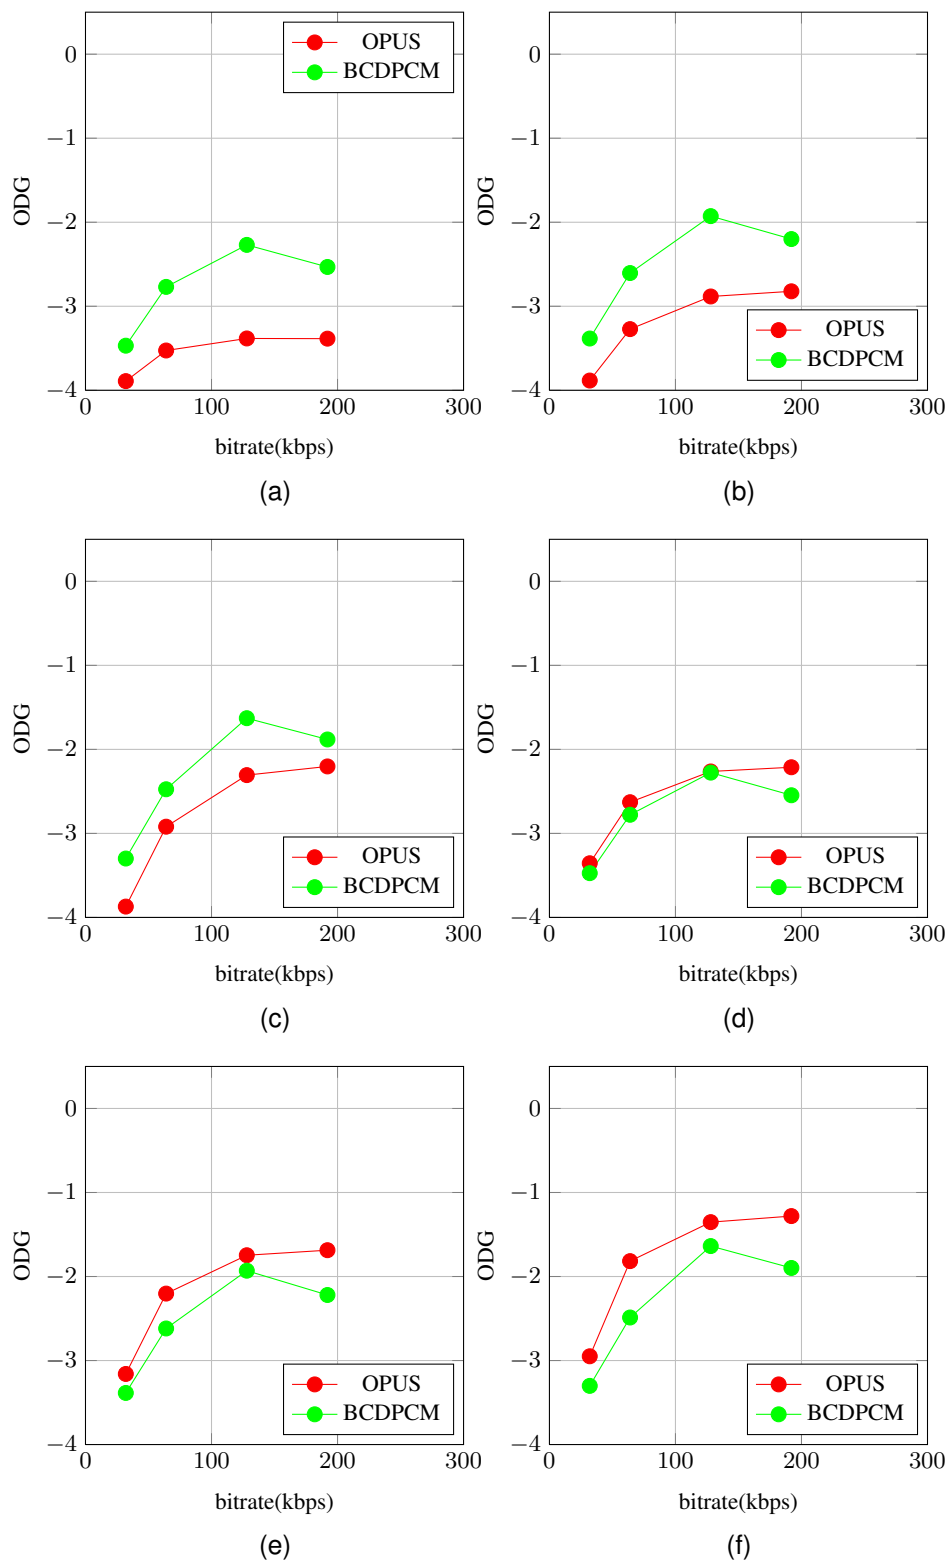 0
−1
−2
−3
−4
0
100
200
300
ODG
bitrate(kbps)
OPUS
BCDPCM
(a)
0
−1
−2
−3
−4
0
100
200
300
ODG
bitrate(kbps)
OPUS
BCDPCM
(b)
0
−1
−2
−3
−4
0
100
200
300
ODG
bitrate(kbps)
OPUS
BCDPCM
(c)
0
−1
−2
−3
−4
0
100
200
300
ODG
bitrate(kbps)
OPUS
BCDPCM
(d)
0
−1
−2
−3
−4
0
100
200
300
ODG
bitrate(kbps)
OPUS
BCDPCM
(e)
0
−1
−2
−3
−4
0
100
200
300
ODG
bitrate(kbps)
OPUS
BCDPCM
(f)